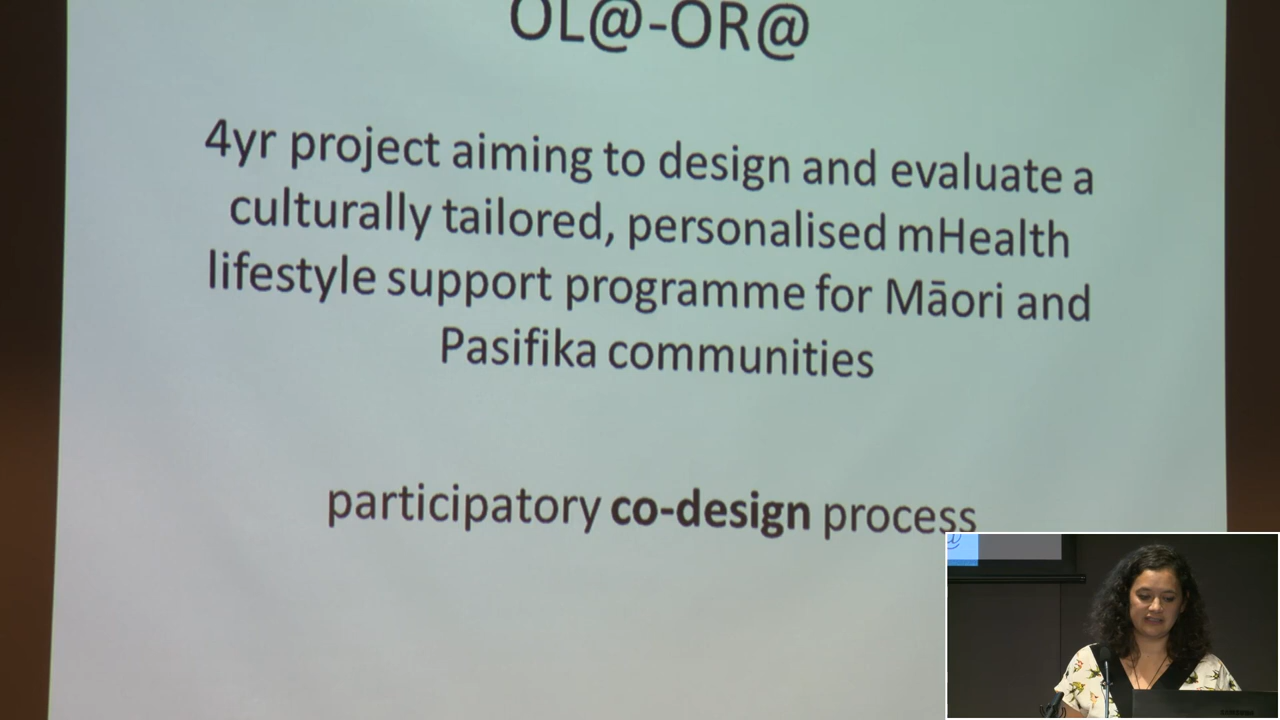 OL@-OR@
4yr project aiming to design and evaluate a
culturally tailored, personalised mHealth
lifestyle support programme for Māori and
Pasifika communities
participatory co-design process
@
SAMSUNG